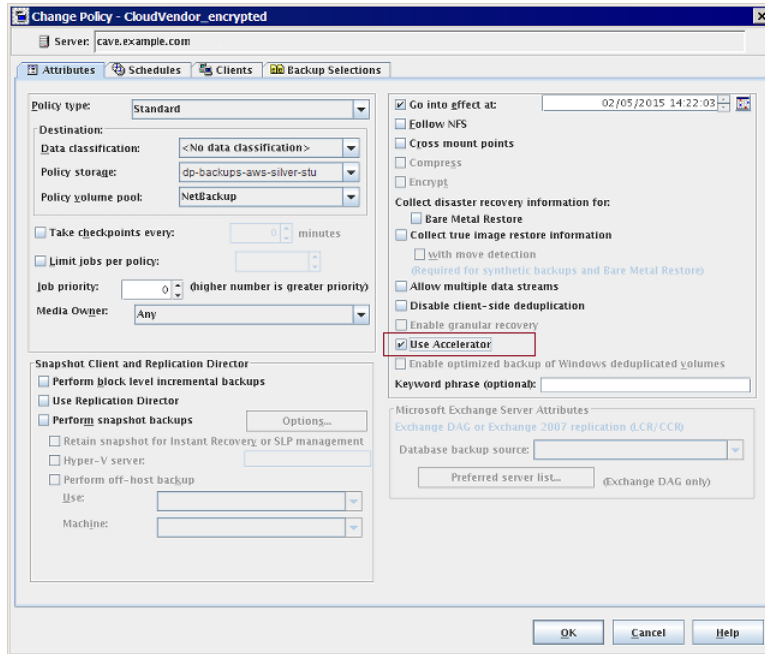 Change Policy - CloudVendor_encrypted
Server: cave.example.com
Attributes Schedules Clients Backup Selections
Policy type: Standard
Destination:
Data classification: <No data classification>
Policy storage: dp-backups-aws-silver-stu
Policy volume pool: NetBackup
Take checkpoints every: 0 minutes
Limit jobs per policy:
Job priority: 0 (higher number is greater priority)
Media Owner: Any
Snapshot Client and Replication Director
Perform block level incremental backups
Use Replication Director
Perform snapshot backups Options...
Retain snapshot for Instant Recovery or SLP management
Hyper-V server:
Perform off-host backup
Use:
Machine:
Go into effect at: 02/05/2015 14:22:03
Follow NFS
Cross mount points
Compress
Encrypt
Collect disaster recovery information for:
Bare Metal Restore
Collect true image restore information
with move detection
(Required for synthetic backups and Bare Metal Restore)
Allow multiple data streams
Disable client-side deduplication
Enable granular recovery
Use Accelerator
Enable optimized backup of Windows deduplicated volumes
Keyword phrase (optional):
Microsoft Exchange Server Attributes
Exchange DAG or Exchange 2007 replication (LCR/CCR)
Database backup source:
Preferred server list... (Exchange DAG only)
OK Cancel Help